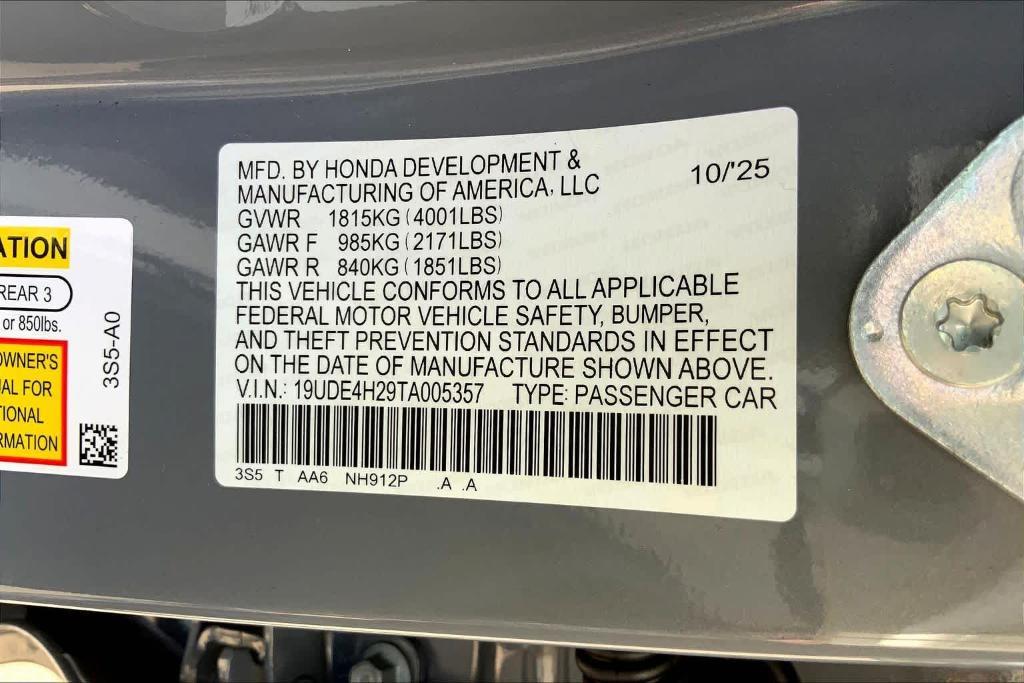 MFD. BY HONDA DEVELOPMENT &
MANUFACTURING OF AMERICA, LLC
10/'25
GVWR 1815KG (4001LBS)
GAWR F 985KG (2171LBS)
GAWR R 840KG (1851LBS)
THIS VEHICLE CONFORMS TO ALL APPLICABLE
FEDERAL MOTOR VEHICLE SAFETY, BUMPER,
AND THEFT PREVENTION STANDARDS IN EFFECT
ON THE DATE OF MANUFACTURE SHOWN ABOVE.
V.I.N.: 19UDE4H29TA005357 TYPE: PASSENGER CAR
3S5 T AA6 NH912P .A .A
ATION
REAR 3
or 850lbs.
OWNER'S
UAL FOR
TIONAL
RMATION
3S5-A0